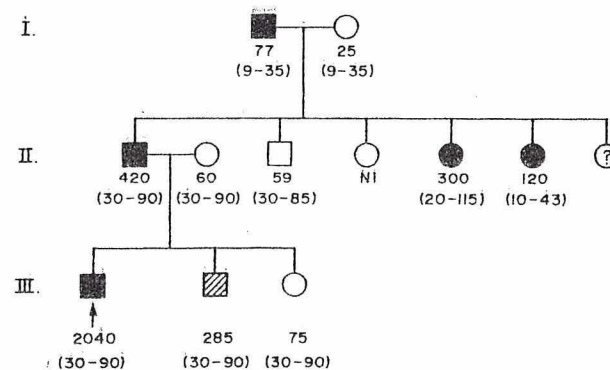 I.
77 25
(9-35) (9-35)
II.
?
420 60 59 N1 300 120
(30-90) (30-90) (30-85) (20-115) (10-43)
III.
2040 285 75
(30-90) (30-90) (30-90)